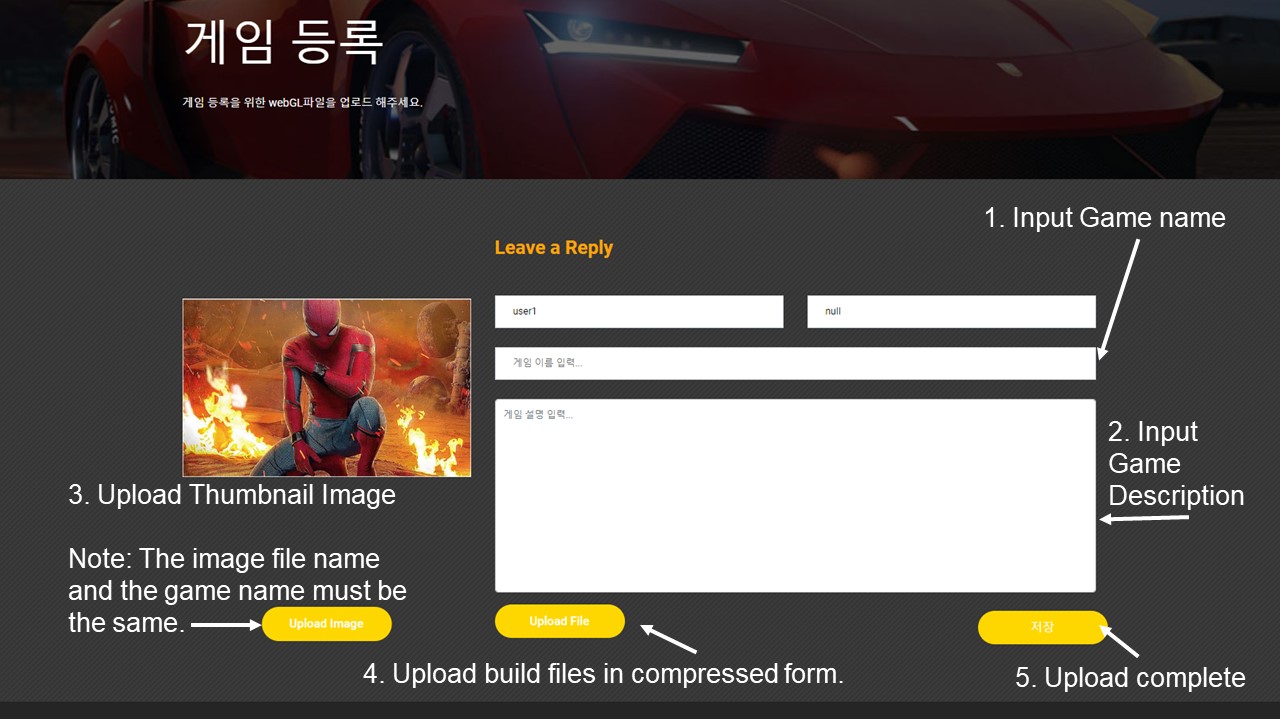 게임 등록
게임 등록을 위한 webGL파일을 업로드 해주세요.
1. Input Game name
Leave a Reply
user1
null
게임 이름 입력...
게임 설명 입력...
2. Input
Game
Description
3. Upload Thumbnail Image
Note: The image file name
and the game name must be
the same.
Upload Image
Upload File
저장
4. Upload build files in compressed form.
5. Upload complete